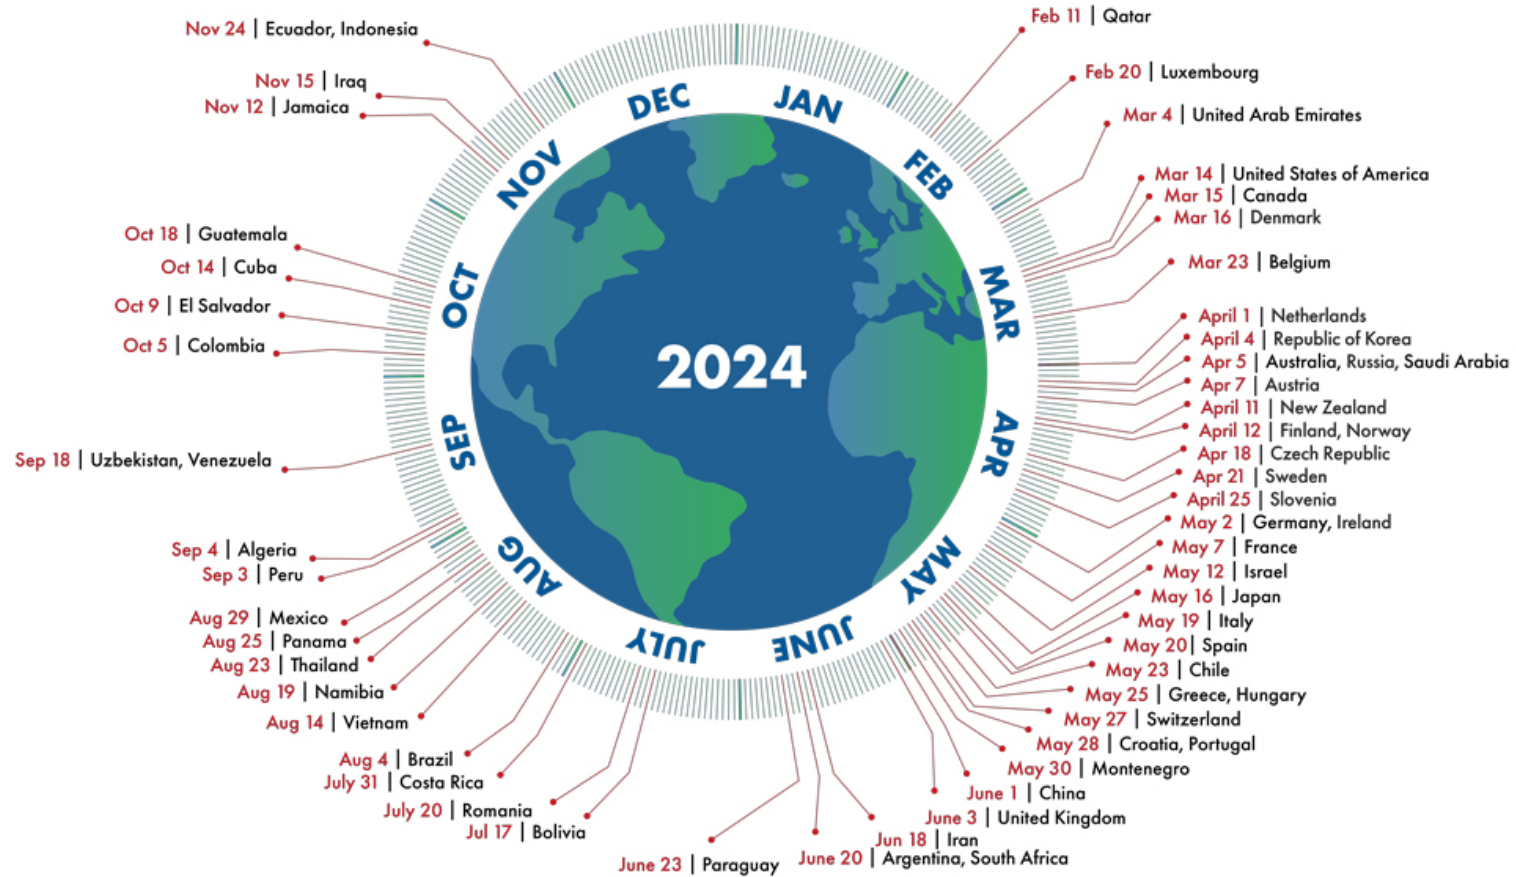 Nov 24 | Ecuador, Indonesia
Nov 15 | Iraq
Nov 12 | Jamaica
Oct 18 | Guatemala
Oct 14 | Cuba
Oct 9 | El Salvador
Oct 5 | Colombia
Sep 18 | Uzbekistan, Venezuela
Sep 4 | Algeria
Sep 3 | Peru
Aug 29 | Mexico
Aug 25 | Panama
Aug 23 | Thailand
Aug 19 | Namibia
Aug 14 | Vietnam
Aug 4 | Brazil
July 31 | Costa Rica
July 20 | Romania
Jul 17 | Bolivia
June 23 | Paraguay
DEC
JAN
NOV
FEB
OCT
MAR
2024
SEP
APR
AUG
MAY
JULY
JUNE
Feb 11 | Qatar
Feb 20 | Luxembourg
Mar 4 | United Arab Emirates
Mar 14 | United States of America
Mar 15 | Canada
Mar 16 | Denmark
Mar 23 | Belgium
April 1 | Netherlands
April 4 | Republic of Korea
Apr 5 | Australia, Russia, Saudi Arabia
Apr 7 | Austria
April 11 | New Zealand
April 12 | Finland, Norway
Apr 18 | Czech Republic
Apr 21 | Sweden
April 25 | Slovenia
May 2 | Germany, Ireland
May 7 | France
May 12 | Israel
May 16 | Japan
May 19 | Italy
May 20| Spain
May 23 | Chile
May 25 | Greece, Hungary
May 27 | Switzerland
May 28 | Croatia, Portugal
May 30 | Montenegro
June 1 | China
June 3 | United Kingdom
Jun 18 | Iran
June 20 | Argentina, South Africa